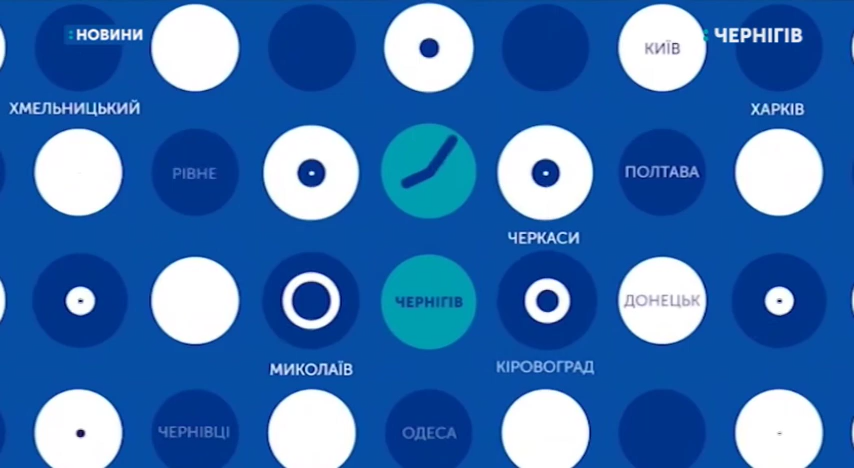 :НОВИНИ
:ЧЕРНІГІВ
КИЇВ
ХМЕЛЬНИЦЬКИЙ
ХАРКІВ
РІВНЕ
ПОЛТАВА
ЧЕРКАСИ
ЧЕРНІГІВ
ДОНЕЦЬК
МИКОЛАЇВ
КІРОВОГРАД
ЧЕРНІВЦІ
ОДЕСА